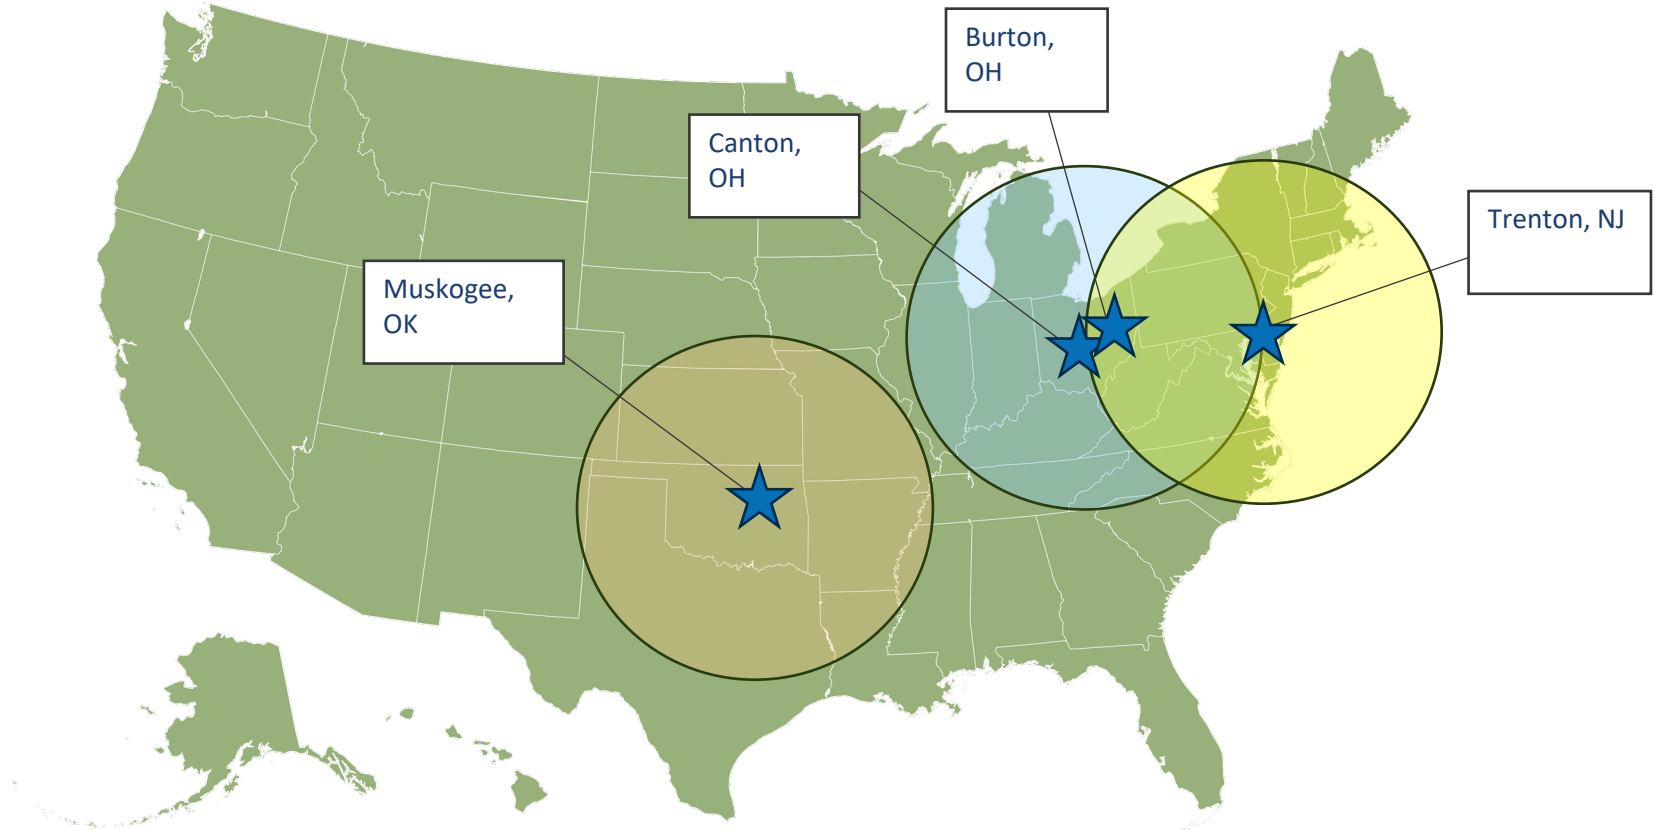 Burton,
OH
Canton,
OH
Trenton, NJ
Muskogee,
OK